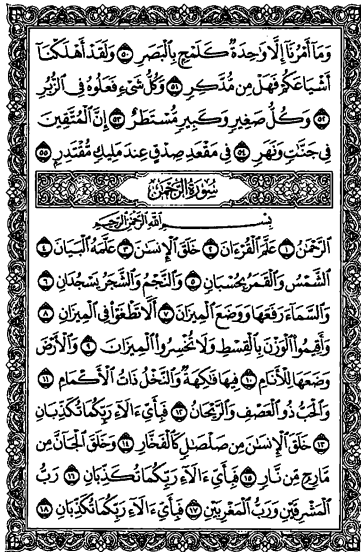 وَمَآ أَمْرُنَآ إِلَّا وَٰحِدَةٌ كَلَمْحٍۭ بِٱلْبَصَرِ ٥٠ وَلَقَدْ أَهْلَكْنَآ
أَشْيَاعَكُمْ فَهَلْ مِن مُّدَّكِرٍ ٥١ وَكُلُّ شَىْءٍ فَعَلُوهُ فِى ٱلزُّبُرِ
٥٢ وَكُلُّ صَغِيرٍ وَكَبِيرٍ مُّسْتَطَرٌ ٥٣ إِنَّ ٱلْمُتَّقِينَ
فِى جَنَّٰتٍ وَنَهَرٍ ٥٤ فِى مَقْعَدِ صِدْقٍ عِندَ مَلِيكٍ مُّقْتَدِرٍۭ ٥٥
سُورَةُ الرَّحْمَٰن
بِسْمِ ٱللَّهِ ٱلرَّحْمَٰنِ ٱلرَّحِيمِ
ٱلرَّحْمَٰنُ ١ عَلَّمَ ٱلْقُرْءَانَ ٢ خَلَقَ ٱلْإِنسَٰنَ ٣ عَلَّمَهُ ٱلْبَيَانَ ٤
ٱلشَّمْسُ وَٱلْقَمَرُ بِحُسْبَانٍ ٥ وَٱلنَّجْمُ وَٱلشَّجَرُ يَسْجُدَانِ ٦
وَٱلسَّمَآءَ رَفَعَهَا وَوَضَعَ ٱلْمِيزَانَ ٧ أَلَّا تَطْغَوْا۟ فِى ٱلْمِيزَانِ ٨
وَأَقِيمُوا۟ ٱلْوَزْنَ بِٱلْقِسْطِ وَلَا تُخْسِرُوا۟ ٱلْمِيزَانَ ٩ وَٱلْأَرْضَ
وَضَعَهَا لِلْأَنَامِ ١٠ فِيهَا فَٰكِهَةٌ وَٱلنَّخْلُ ذَاتُ ٱلْأَكْمَامِ ١١
وَٱلْحَبُّ ذُو ٱلْعَصْفِ وَٱلرَّيْحَانُ ١٢ فَبِأَىِّ ءَالَآءِ رَبِّكُمَا تُكَذِّبَانِ
١٣ خَلَقَ ٱلْإِنسَٰنَ مِن صَلْصَٰلٍ كَٱلْفَخَّارِ ١٤ وَخَلَقَ ٱلْجَآنَّ مِن
مَّارِجٍ مِّن نَّارٍ ١٥ فَبِأَىِّ ءَالَآءِ رَبِّكُمَا تُكَذِّبَانِ ١٦ رَبُّ
ٱلْمَشْرِقَيْنِ وَرَبُّ ٱلْمَغْرِبَيْنِ ١٧ فَبِأَىِّ ءَالَآءِ رَبِّكُمَا تُكَذِّبَانِ ١٨